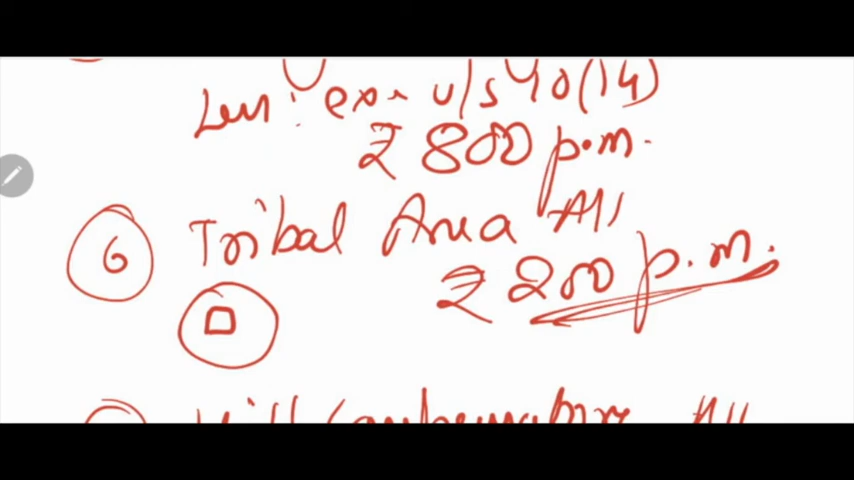 Less: ex. u/s 10(14)
₹ 800 p.m.
6 Tribal Area All
₹ 200 p.m.